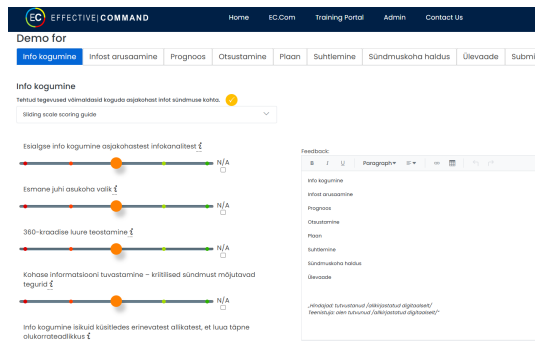 EC EFFECTIVE|COMMAND
Home EC.Com Training Portal Admin Contact Us
Demo for
Info kogumine Infost arusaamine Prognoos Otsustamine Plaan Suhtlemine Sündmuskoha haldus Ülevaade Submi
Info kogumine
Tehtud tegevused võimaldasid koguda asjakohast infot sündmuse kohta.
Sliding scale scoring guide
Esialgse info kogumine asjakohastest infokanalitest i
N/A
Esmane juhi asukoha valik i
N/A
360-kraadise luure teostamine i
N/A
Kohase informatsiooni tuvastamine – kriitilised sündmust mõjutavad
tegurid i
N/A
Info kogumine isikuid küsitledes erinevatest allikatest, et luua täpne
olukorrateadlikkus i
Feedback:
B I U Paragraph
Info kogumine
Infost arusaamine
Prognoos
Otsustamine
Plaan
Suhtlemine
Sündmuskoha haldus
Ülevaade
„Hindajad: tutvustanud /allkirjastatud digitaalselt/
Teenistuja: olen tutvunud /allkirjastatud digitaalselt/"